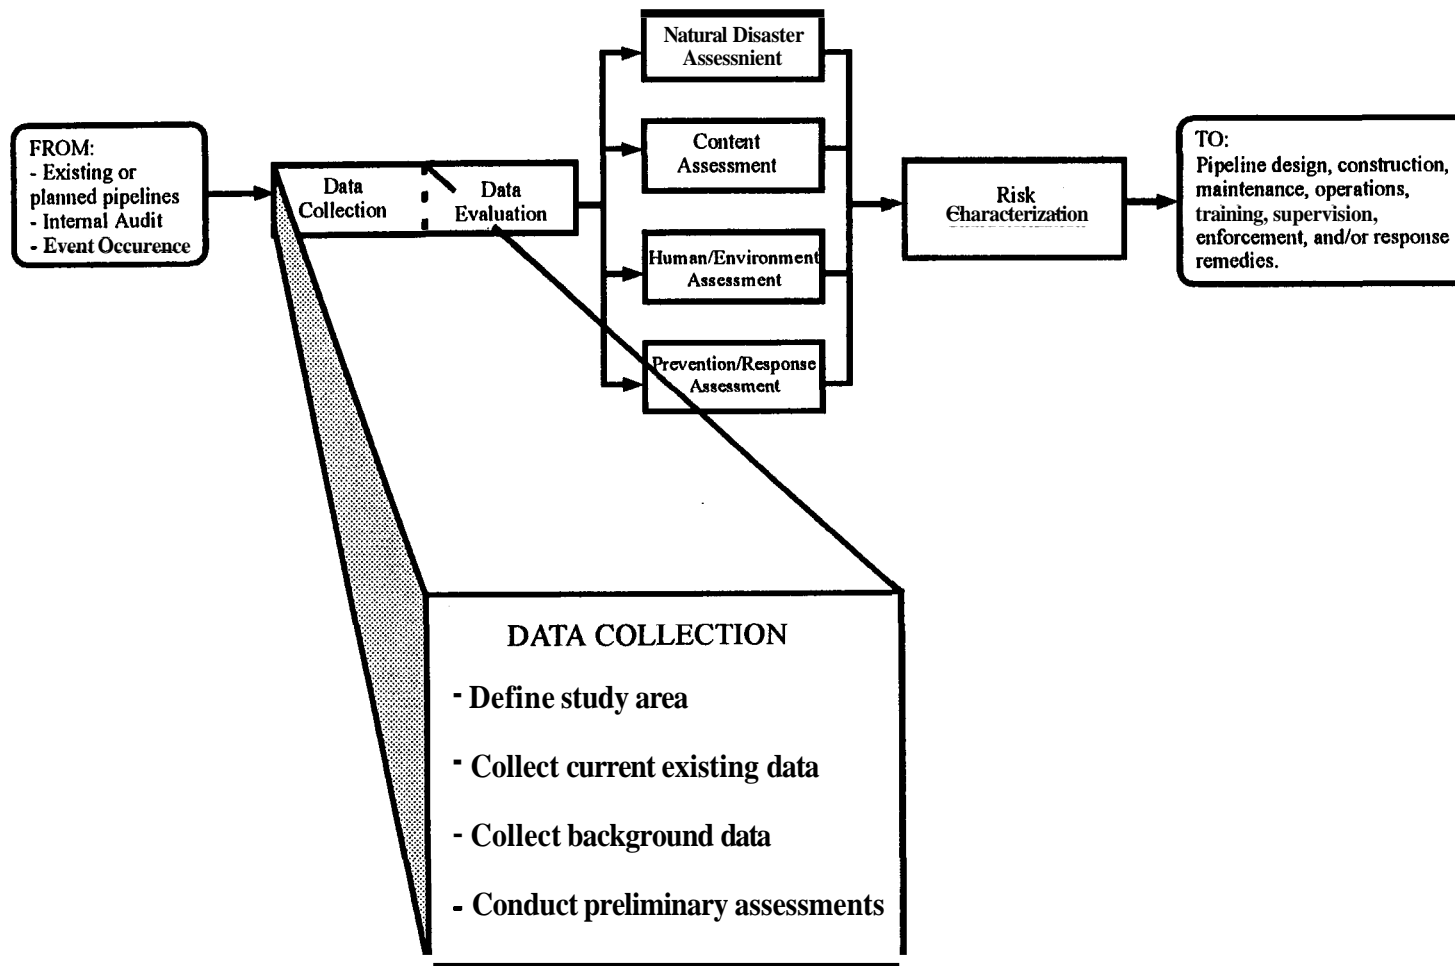 FROM:
- Existing or
planned pipelines
- Internal Audit
- Event Occurence
Data
Collection
Data
Evaluation
Natural Disaster
Assessnient
Content
Assessment
Human/Environment
Assessment
Prevention/Response
Assessment
Risk
Characterization
TO:
Pipeline design, construction,
maintenance, operations,
training, supervision,
enforcement, and/or response
remedies.
DATA COLLECTION
- Define study area
- Collect current existing data
- Collect background data
- Conduct preliminary assessments